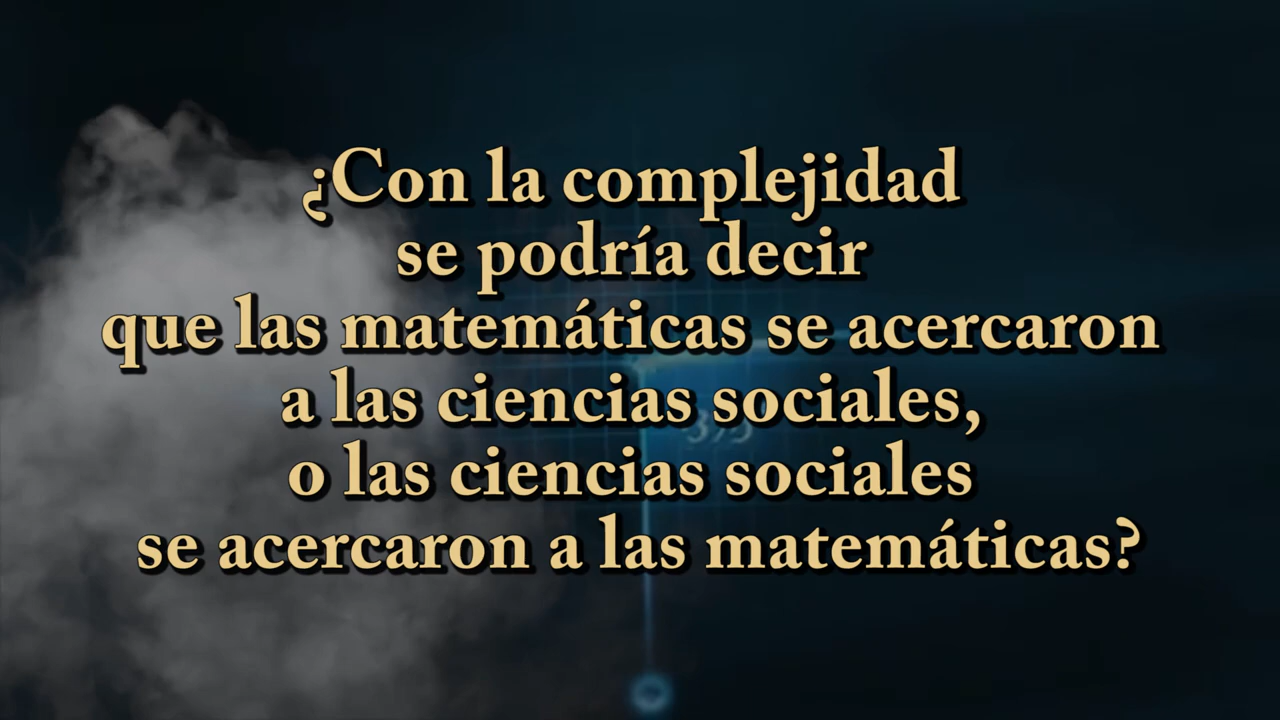 ¿Con la complejidad
se podría decir
que las matemáticas se acercaron
a las ciencias sociales,
o las ciencias sociales
se acercaron a las matemáticas?